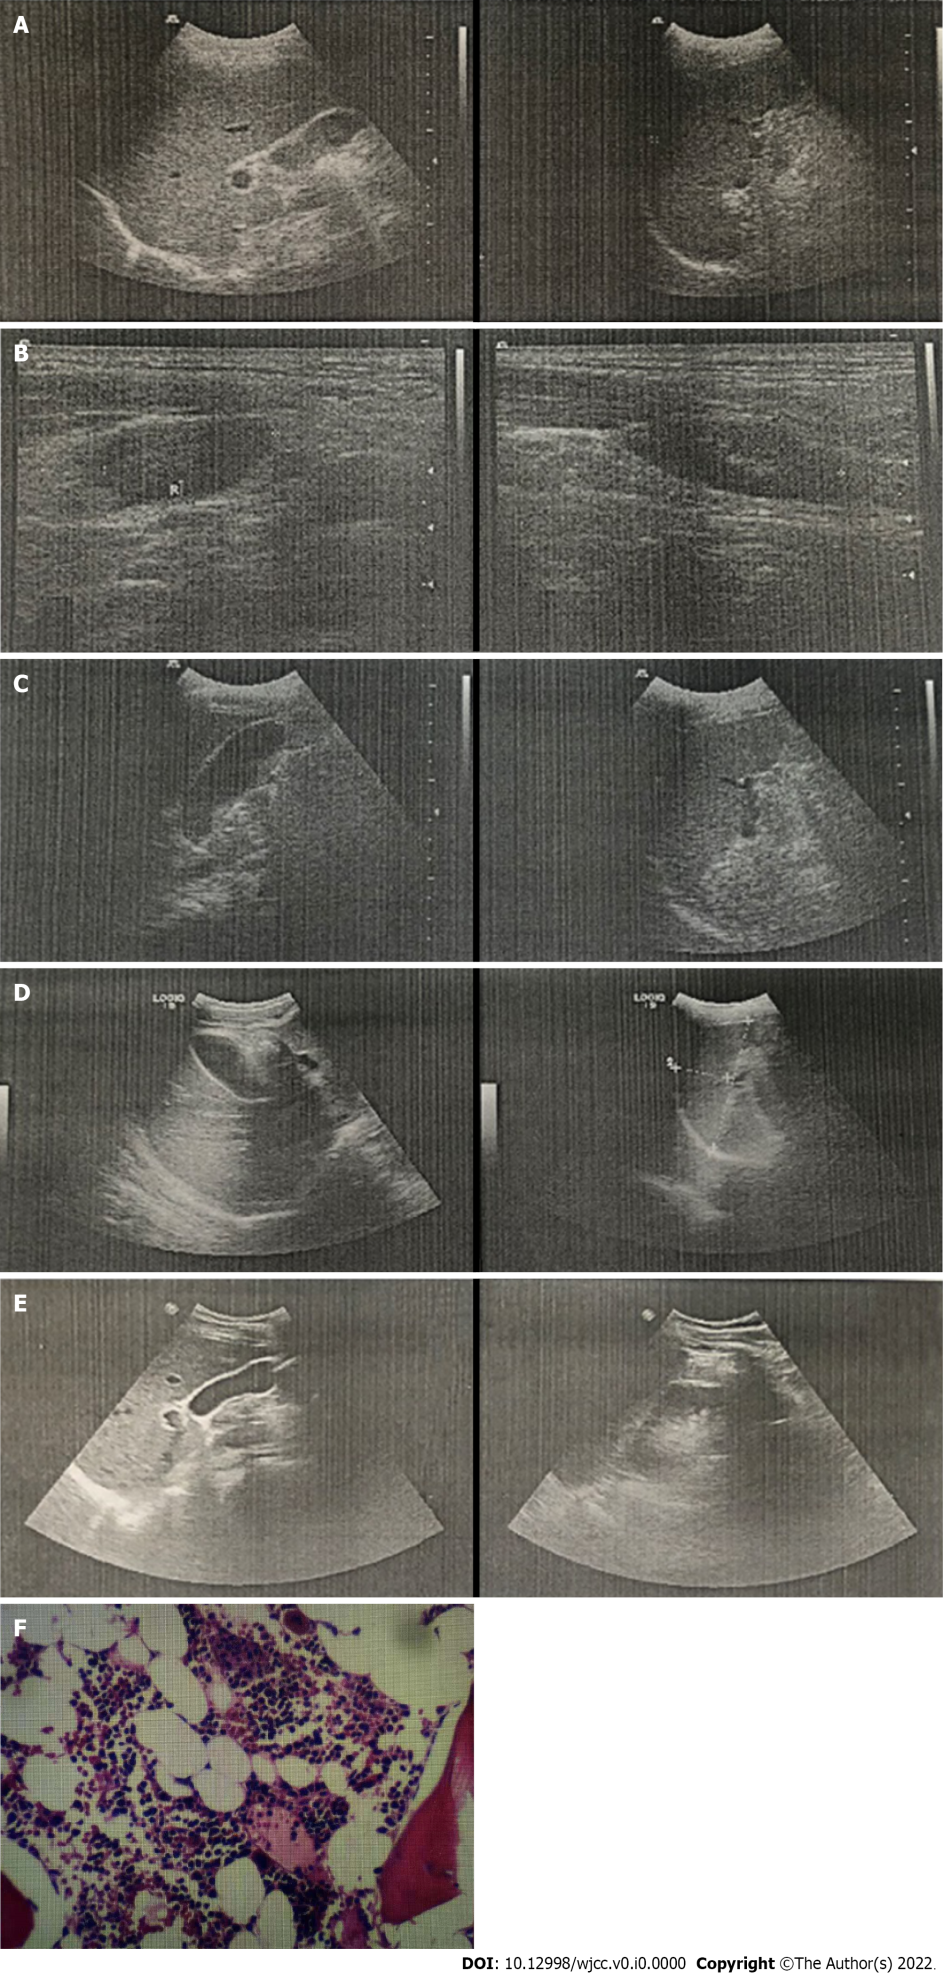 A
B
R
C
D
LOGIQ
LOGIQ
E
F
DOI: 10.12998/wjcc.v0.i0.0000 Copyright ©The Author(s) 2022.